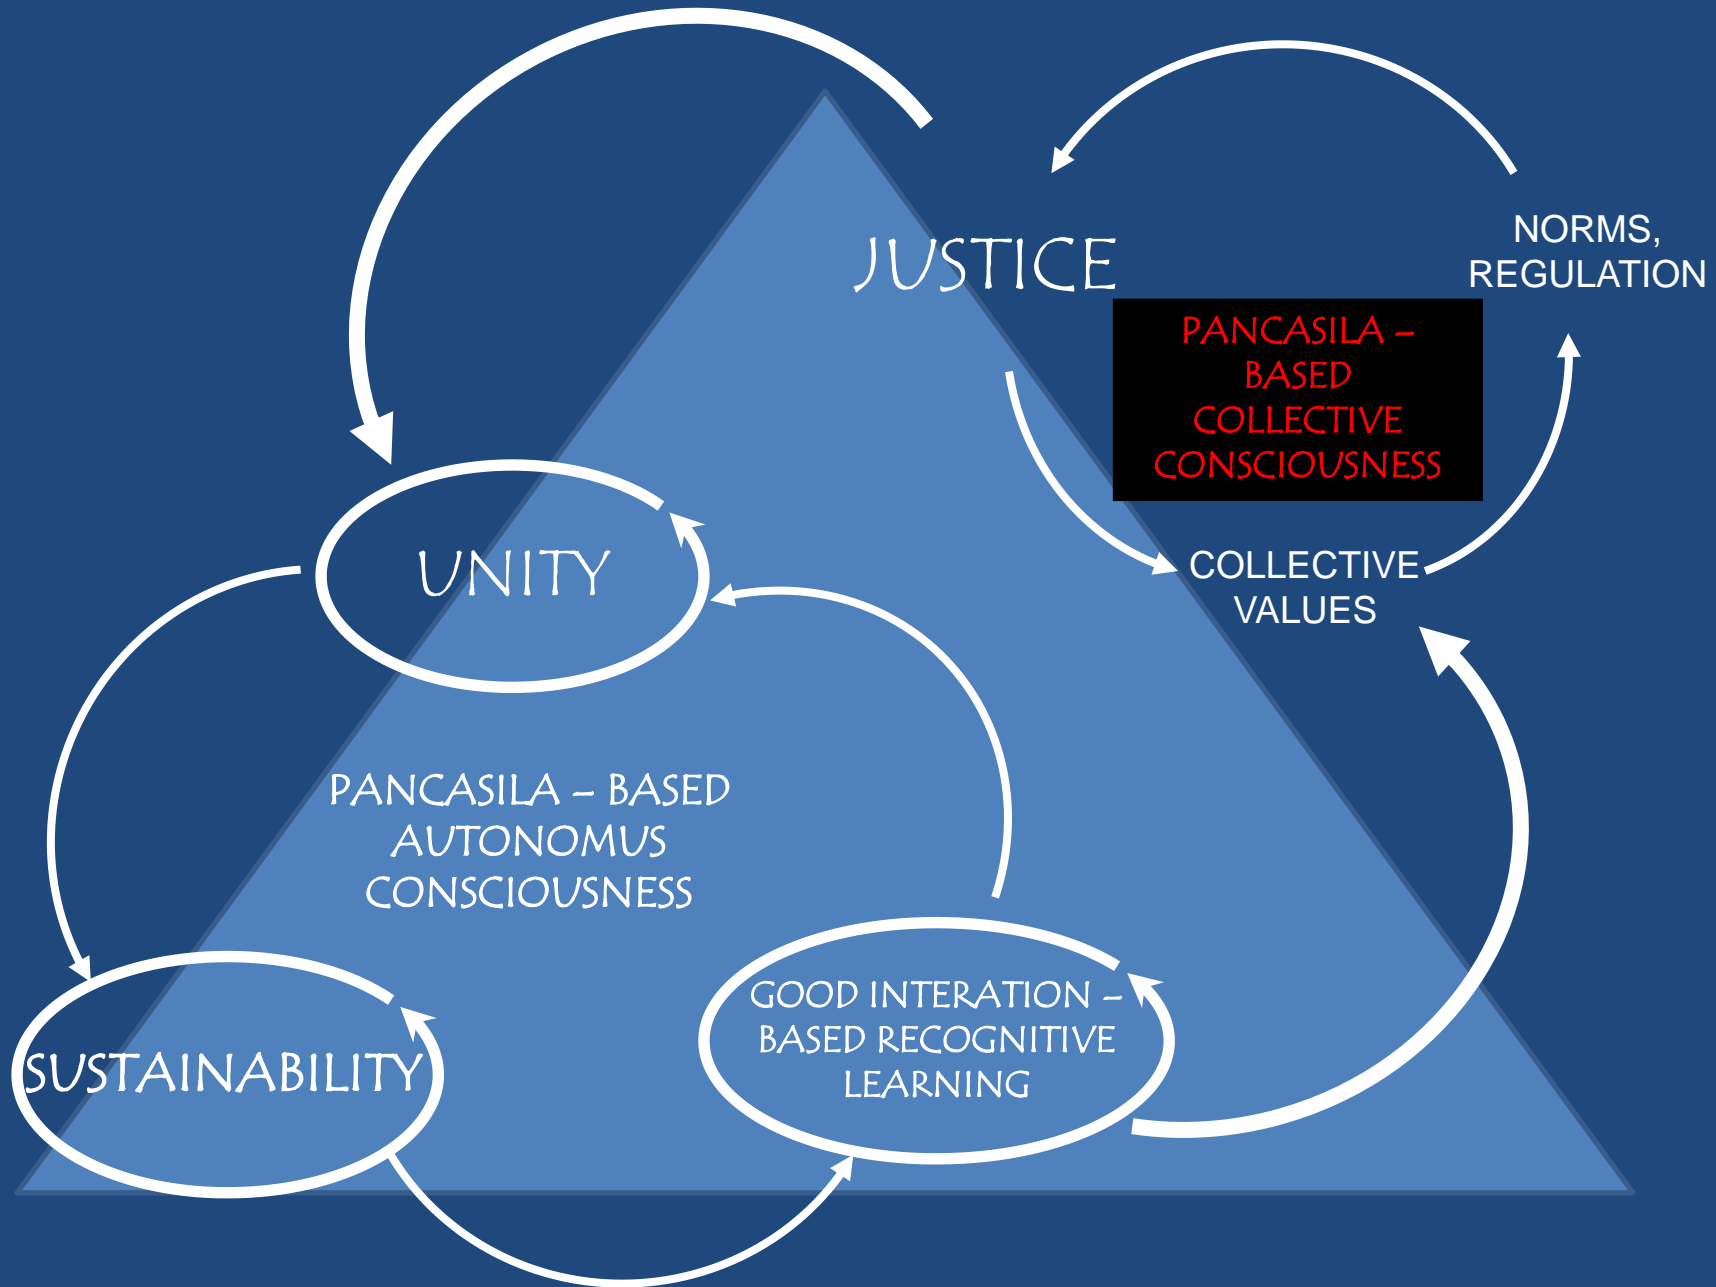 JUSTICE
NORMS,
REGULATION
PANCASILA –
BASED
COLLECTIVE
CONSCIOUSNESS
UNITY
COLLECTIVE
VALUES
PANCASILA – BASED
AUTONOMUS
CONSCIOUSNESS
SUSTAINABILITY
GOOD INTERATION –
BASED RECOGNITIVE
LEARNING